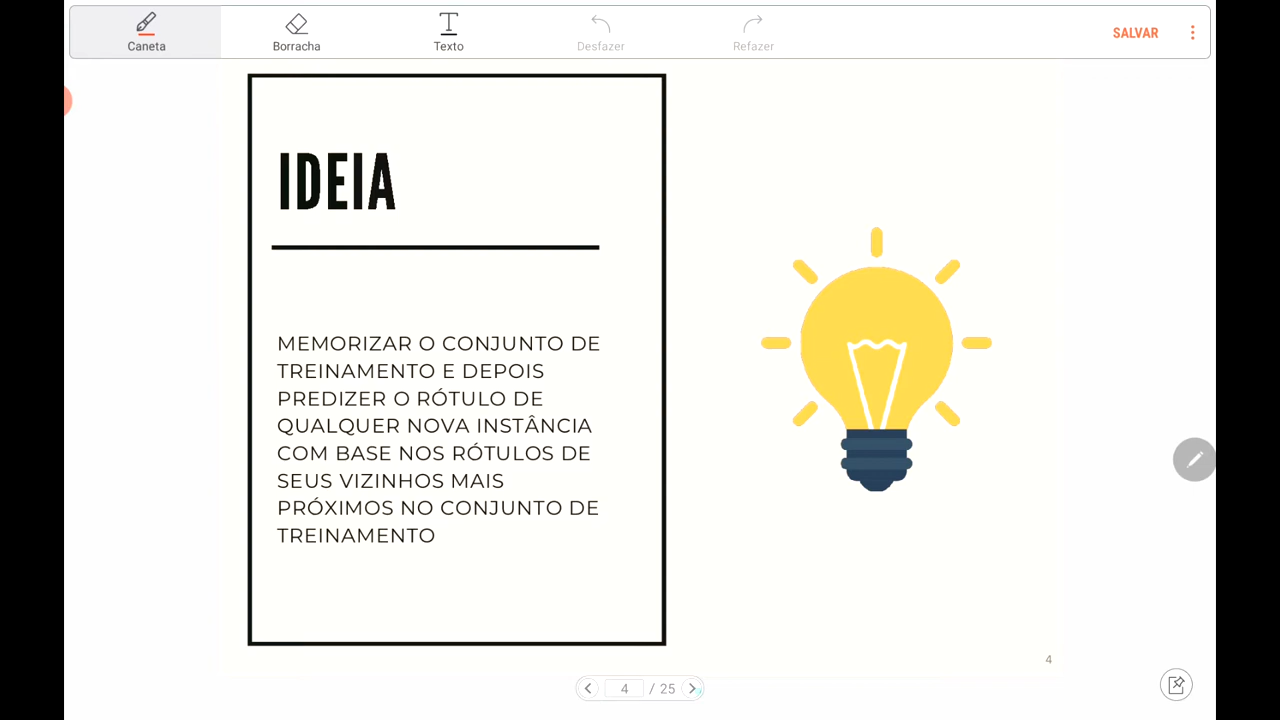 Caneta
Borracha
Texto
Desfazer
Refazer
SALVAR
IDEIA
MEMORIZAR O CONJUNTO DE
TREINAMENTO E DEPOIS
PREDIZER O RÓTULO DE
QUALQUER NOVA INSTÂNCIA
COM BASE NOS RÓTULOS DE
SEUS VIZINHOS MAIS
PRÓXIMOS NO CONJUNTO DE
TREINAMENTO
4
4 / 25